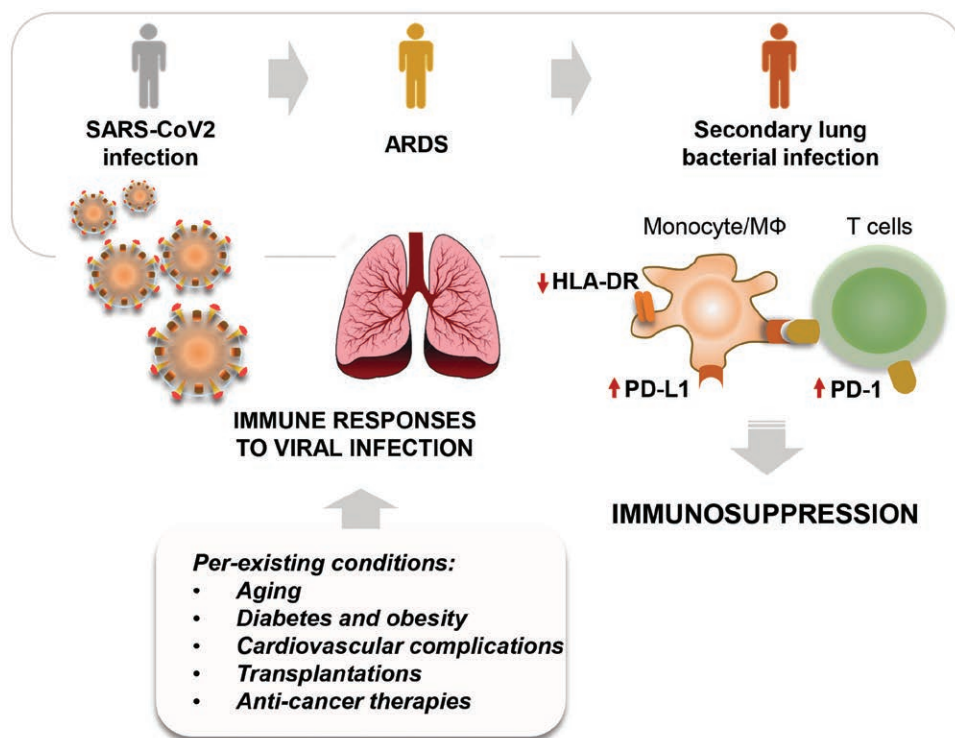 SARS-CoV2
infection
ARDS
Secondary lung
bacterial infection
Monocyte/MΦ
T cells
HLA-DR
PD-L1
PD-1
IMMUNE RESPONSES
TO VIRAL INFECTION
IMMUNOSUPPRESSION
Per-existing conditions:
• Aging
• Diabetes and obesity
• Cardiovascular complications
• Transplantations
• Anti-cancer therapies